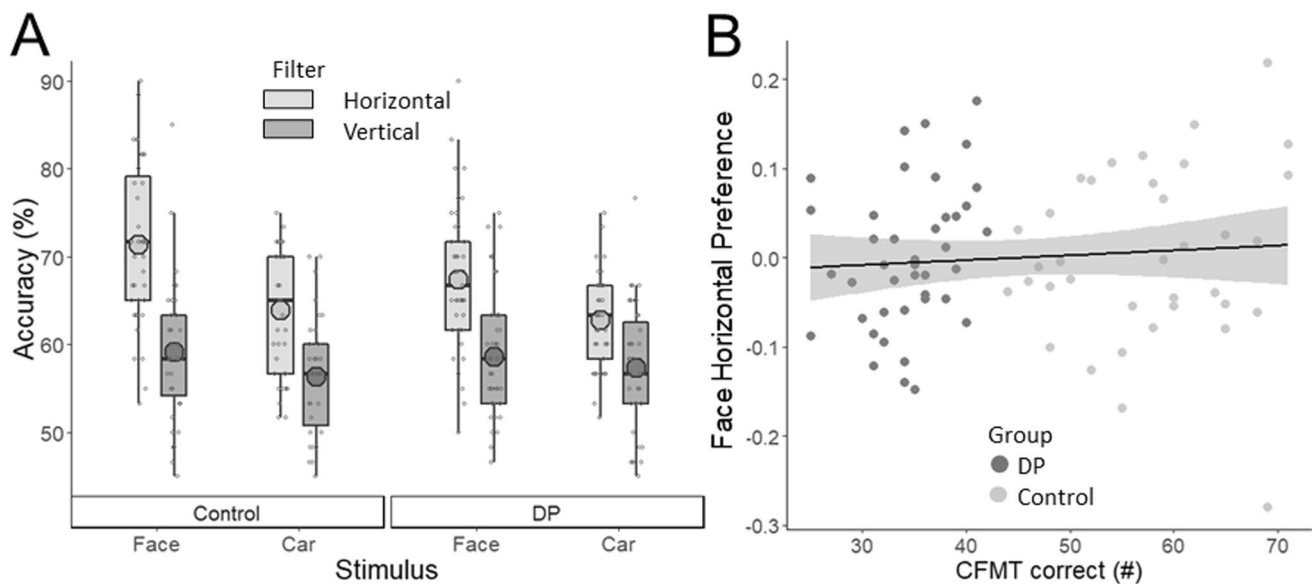 A
Filter
Horizontal
Vertical
Accuracy (%)
90
80
70
60
50
Control
DP
Face
Car
Face
Car
Stimulus
B
Face Horizontal Preference
0.2
0.1
0.0
-0.1
-0.2
-0.3
Group
DP
Control
30
40
50
60
70
CFMT correct (#)